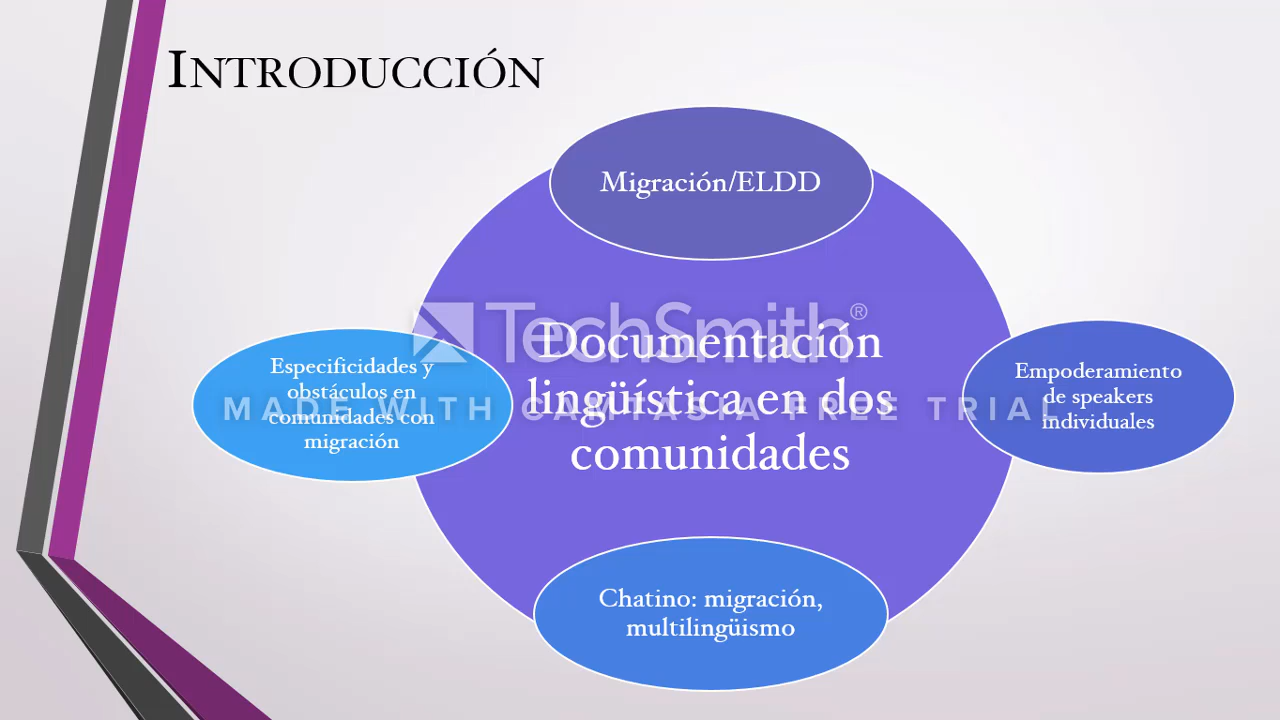 INTRODUCCIÓN
Migración/ELDD
Documentación
lingüística en dos
comunidades
Especificidades y
obstáculos en
comunidades con
migración
Empoderamiento
de speakers
individuales
Chatino: migración,
multilingüismo
TechSmith®
MADE WITH CAMTASIA FREE TRIAL